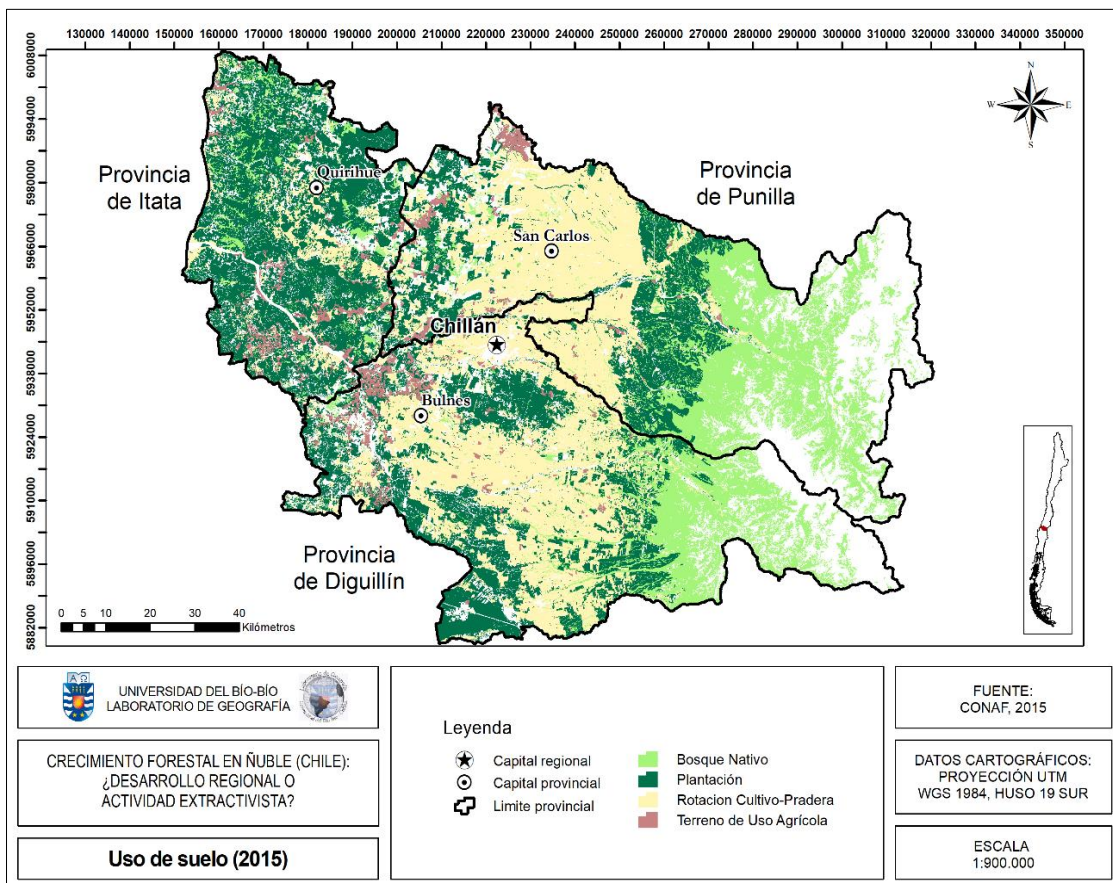 130000 140000 150000 160000 170000 180000 190000 200000 210000 220000 230000 240000 250000 260000 270000 280000 290000 300000 310000 320000 330000 340000 350000
6008000
5994000
5980000
5966000
5952000
5938000
5924000
5910000
5896000
5882000
N
W E
S
Provincia
de Itata
Quirihue
Provincia
de Punilla
San Carlos
Chillán
Bulnes
Provincia
de Diguillín
0 5 10 20 30 40
Kilómetros
UNIVERSIDAD DEL BÍO-BÍO
LABORATORIO DE GEOGRAFÍA
CRECIMIENTO FORESTAL EN ÑUBLE (CHILE):
¿DESARROLLO REGIONAL O
ACTIVIDAD EXTRACTIVISTA?
Uso de suelo (2015)
Leyenda
Capital regional
Capital provincial
Limite provincial
Bosque Nativo
Plantación
Rotacion Cultivo-Pradera
Terreno de Uso Agrícola
FUENTE:
CONAF, 2015
DATOS CARTOGRÁFICOS:
PROYECCIÓN UTM
WGS 1984, HUSO 19 SUR
ESCALA
1:900.000